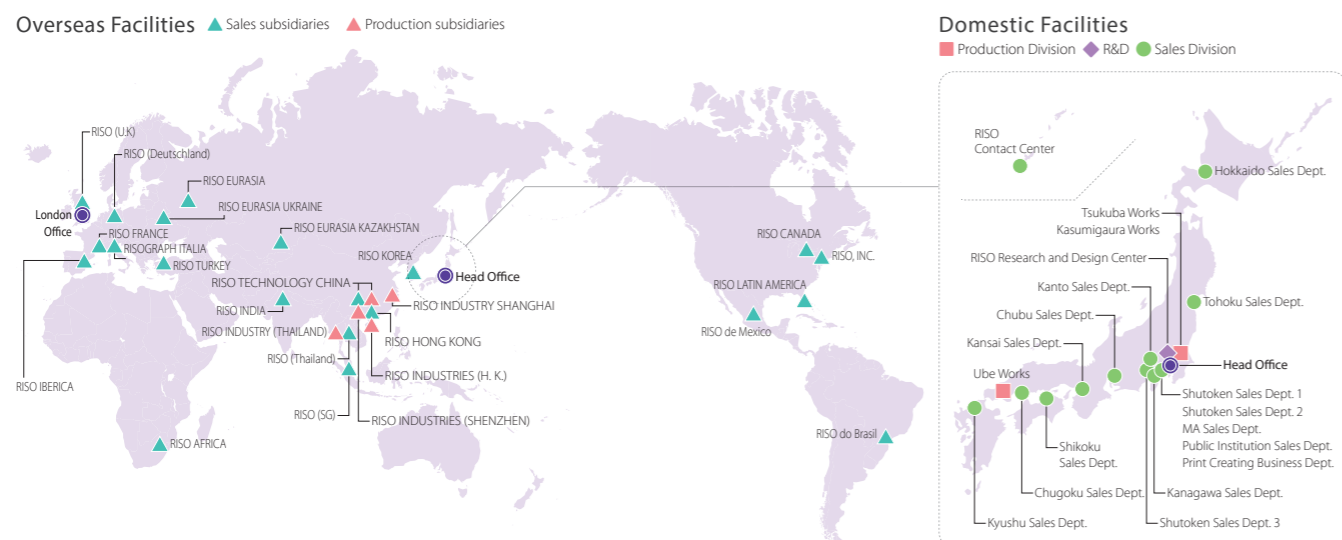 Overseas Facilities
Sales subsidiaries
Production subsidiaries
RISO (U.K)
RISO (Deutschland)
RISO EURASIA
RISO EURASIA UKRAINE
London
Office
RISO FRANCE
RISOGRAPH ITALIA
RISO TURKEY
RISO EURASIA KAZAKHSTAN
RISO KOREA
Head Office
RISO TECHNOLOGY CHINA
RISO INDUSTRY SHANGHAI
RISO INDIA
RISO INDUSTRY (THAILAND)
RISO HONG KONG
RISO (Thailand)
RISO INDUSTRIES (H. K.)
RISO IBERICA
RISO (SG)
RISO INDUSTRIES (SHENZHEN)
RISO AFRICA
RISO CANADA
RISO, INC.
RISO LATIN AMERICA
RISO de Mexico
RISO do Brasil
Domestic Facilities
Production Division
R&D
Sales Division
RISO
Contact Center
Hokkaido Sales Dept.
Tsukuba Works
Kasumigaura Works
RISO Research and Design Center
Kanto Sales Dept.
Tohoku Sales Dept.
Chubu Sales Dept.
Kansai Sales Dept.
Ube Works
Head Office
Shutoken Sales Dept. 1
Shutoken Sales Dept. 2
MA Sales Dept.
Public Institution Sales Dept.
Print Creating Business Dept.
Shikoku
Sales Dept.
Chugoku Sales Dept.
Kanagawa Sales Dept.
Kyushu Sales Dept.
Shutoken Sales Dept. 3